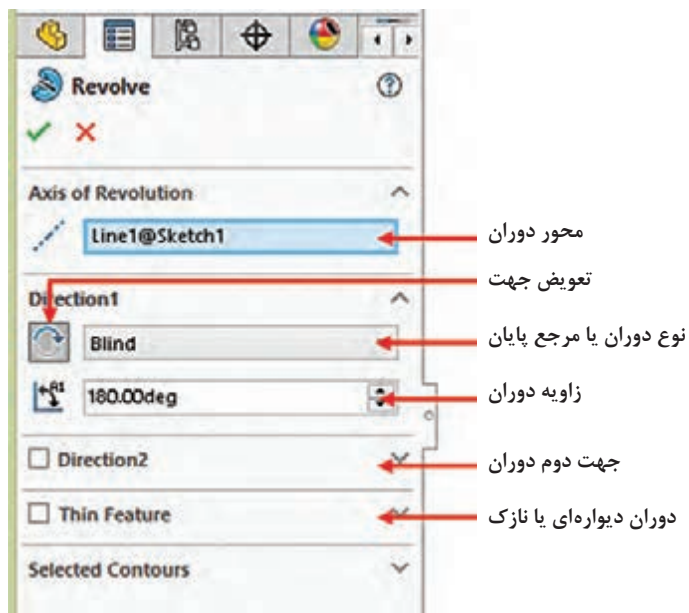 Revolve
Axis of Revolution
Line1@Sketch1
محور دوران
تعویض جهت
Direction1
Blind
نوع دوران یا مرجع پایان
180.00deg
زاویه دوران
Direction2
جهت دوم دوران
Thin Feature
دوران دیواره‌ای یا نازک
Selected Contours